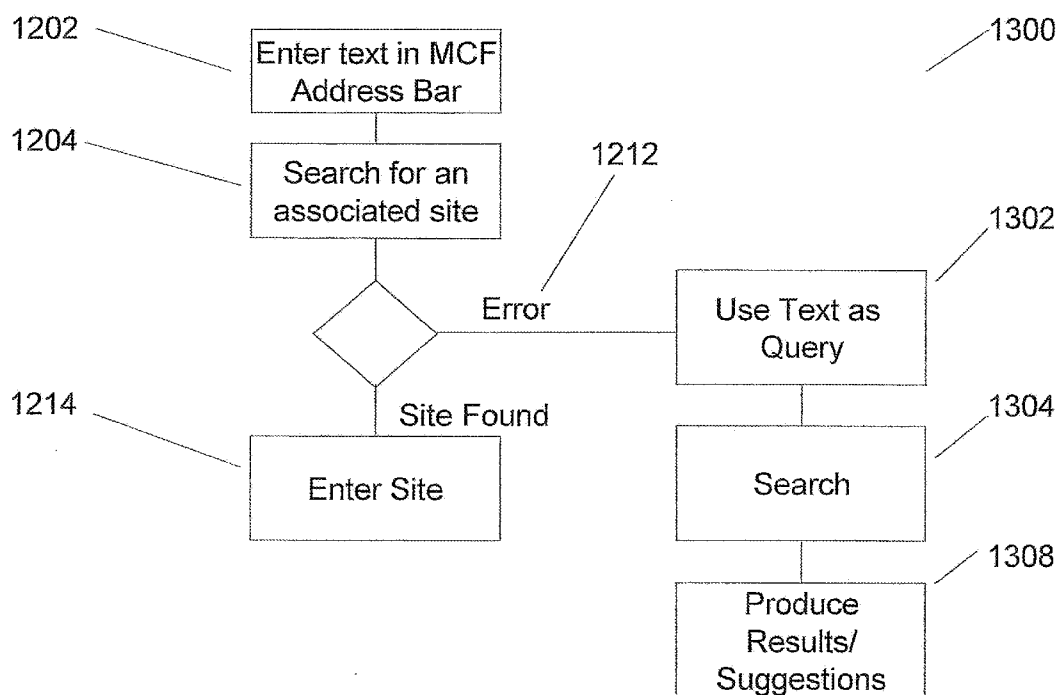 1202
Enter text in MCF
Address Bar
1300
1204
Search for an
associated site
1212
1302
Error
Use Text as
Query
1214
Site Found
1304
Enter Site
Search
1308
Produce
Results/
Suggestions